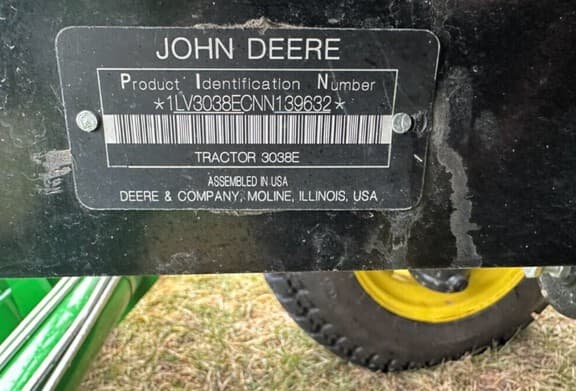 JOHN DEERE
Product Identification Number
*1LV3038ECNN139632*
TRACTOR 3038E
ASSEMBLED IN USA
DEERE & COMPANY, MOLINE, ILLINOIS, USA